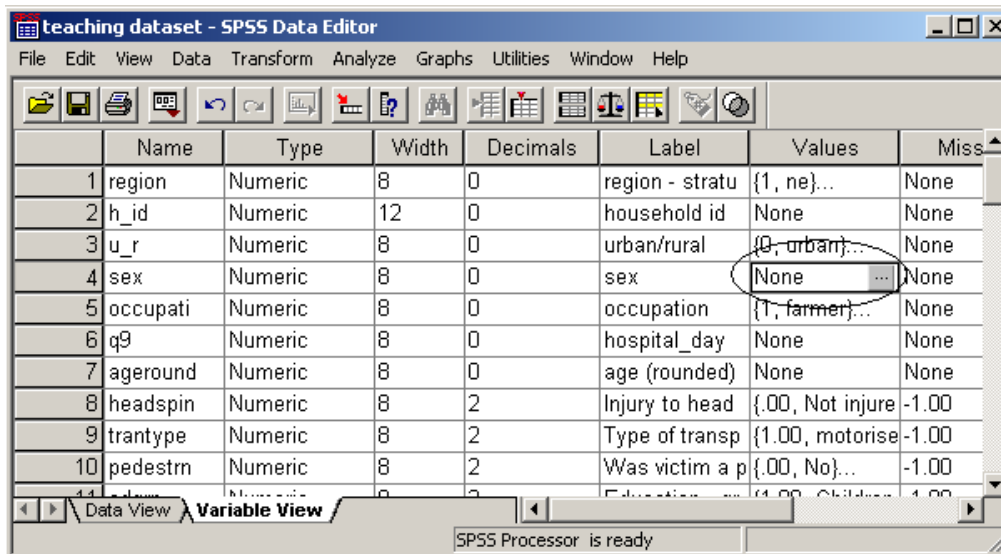 teaching dataset - SPSS Data Editor
File Edit View Data Transform Analyze Graphs Utilities Window Help
Name Type Width Decimals Label Values Miss
1 region Numeric 8 0 region - stratu {1, ne}... None
2 h_id Numeric 12 0 household id None None
3 u_r Numeric 8 0 urban/rural {0, urban}... None
4 sex Numeric 8 0 sex None ... None
5 occupati Numeric 8 0 occupation {1, farmer}... None
6 q9 Numeric 8 0 hospital_day None None
7 ageround Numeric 8 0 age (rounded) None None
8 headspin Numeric 8 2 Injury to head {.00, Not injure -1.00
9 trantype Numeric 8 2 Type of transp {1.00, motorise -1.00
10 pedestrn Numeric 8 2 Was victim a p {.00, No}... -1.00
Data View Variable View
SPSS Processor is ready